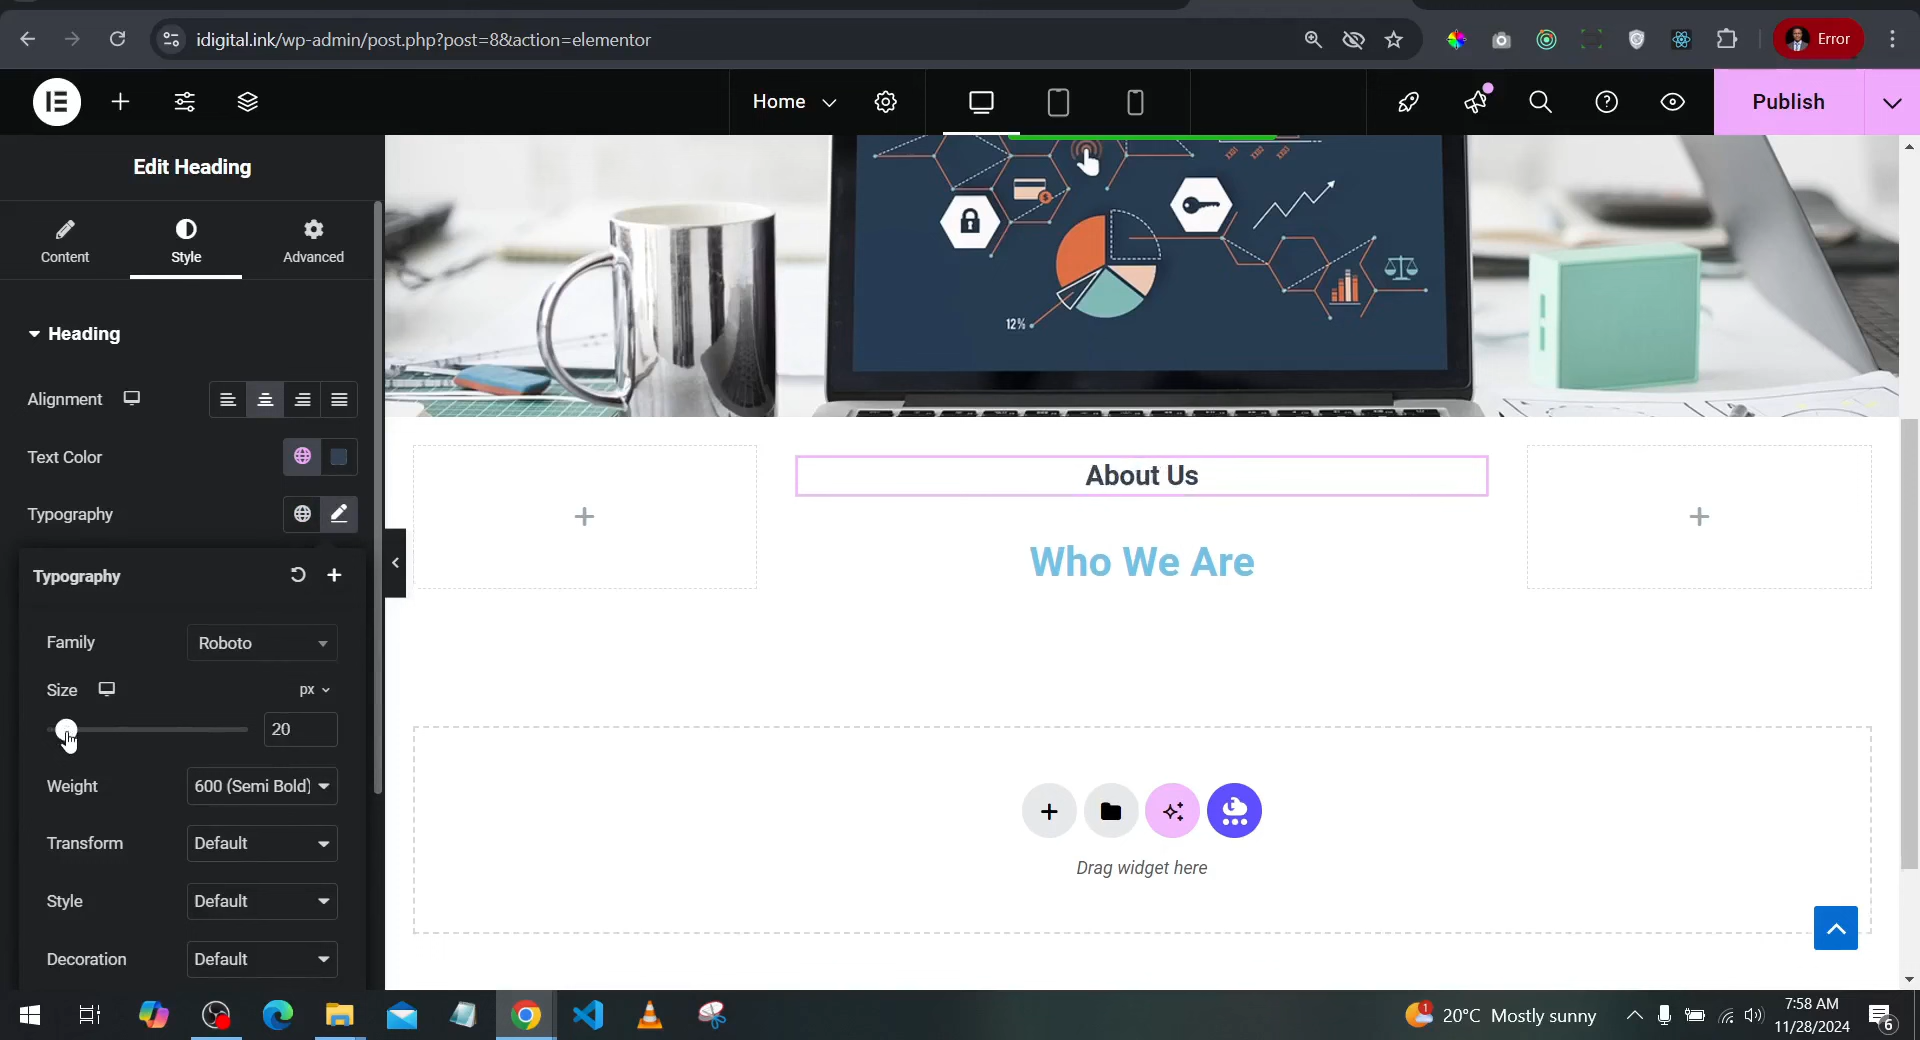 idigital.ink/wp-admin/post.php?post=8&action=elementor
Error
Home
Publish
Edit Heading
Content
Style
Advanced
Heading
Alignment
Text Color
Typography
Typography
Family
Roboto
Size
px
20
Weight
600 (Semi Bold)
Transform
Default
Style
Default
Decoration
Default
12%
About Us
Who We Are
Drag widget here
1
20°C Mostly sunny
7:58 AM
11/28/2024
6